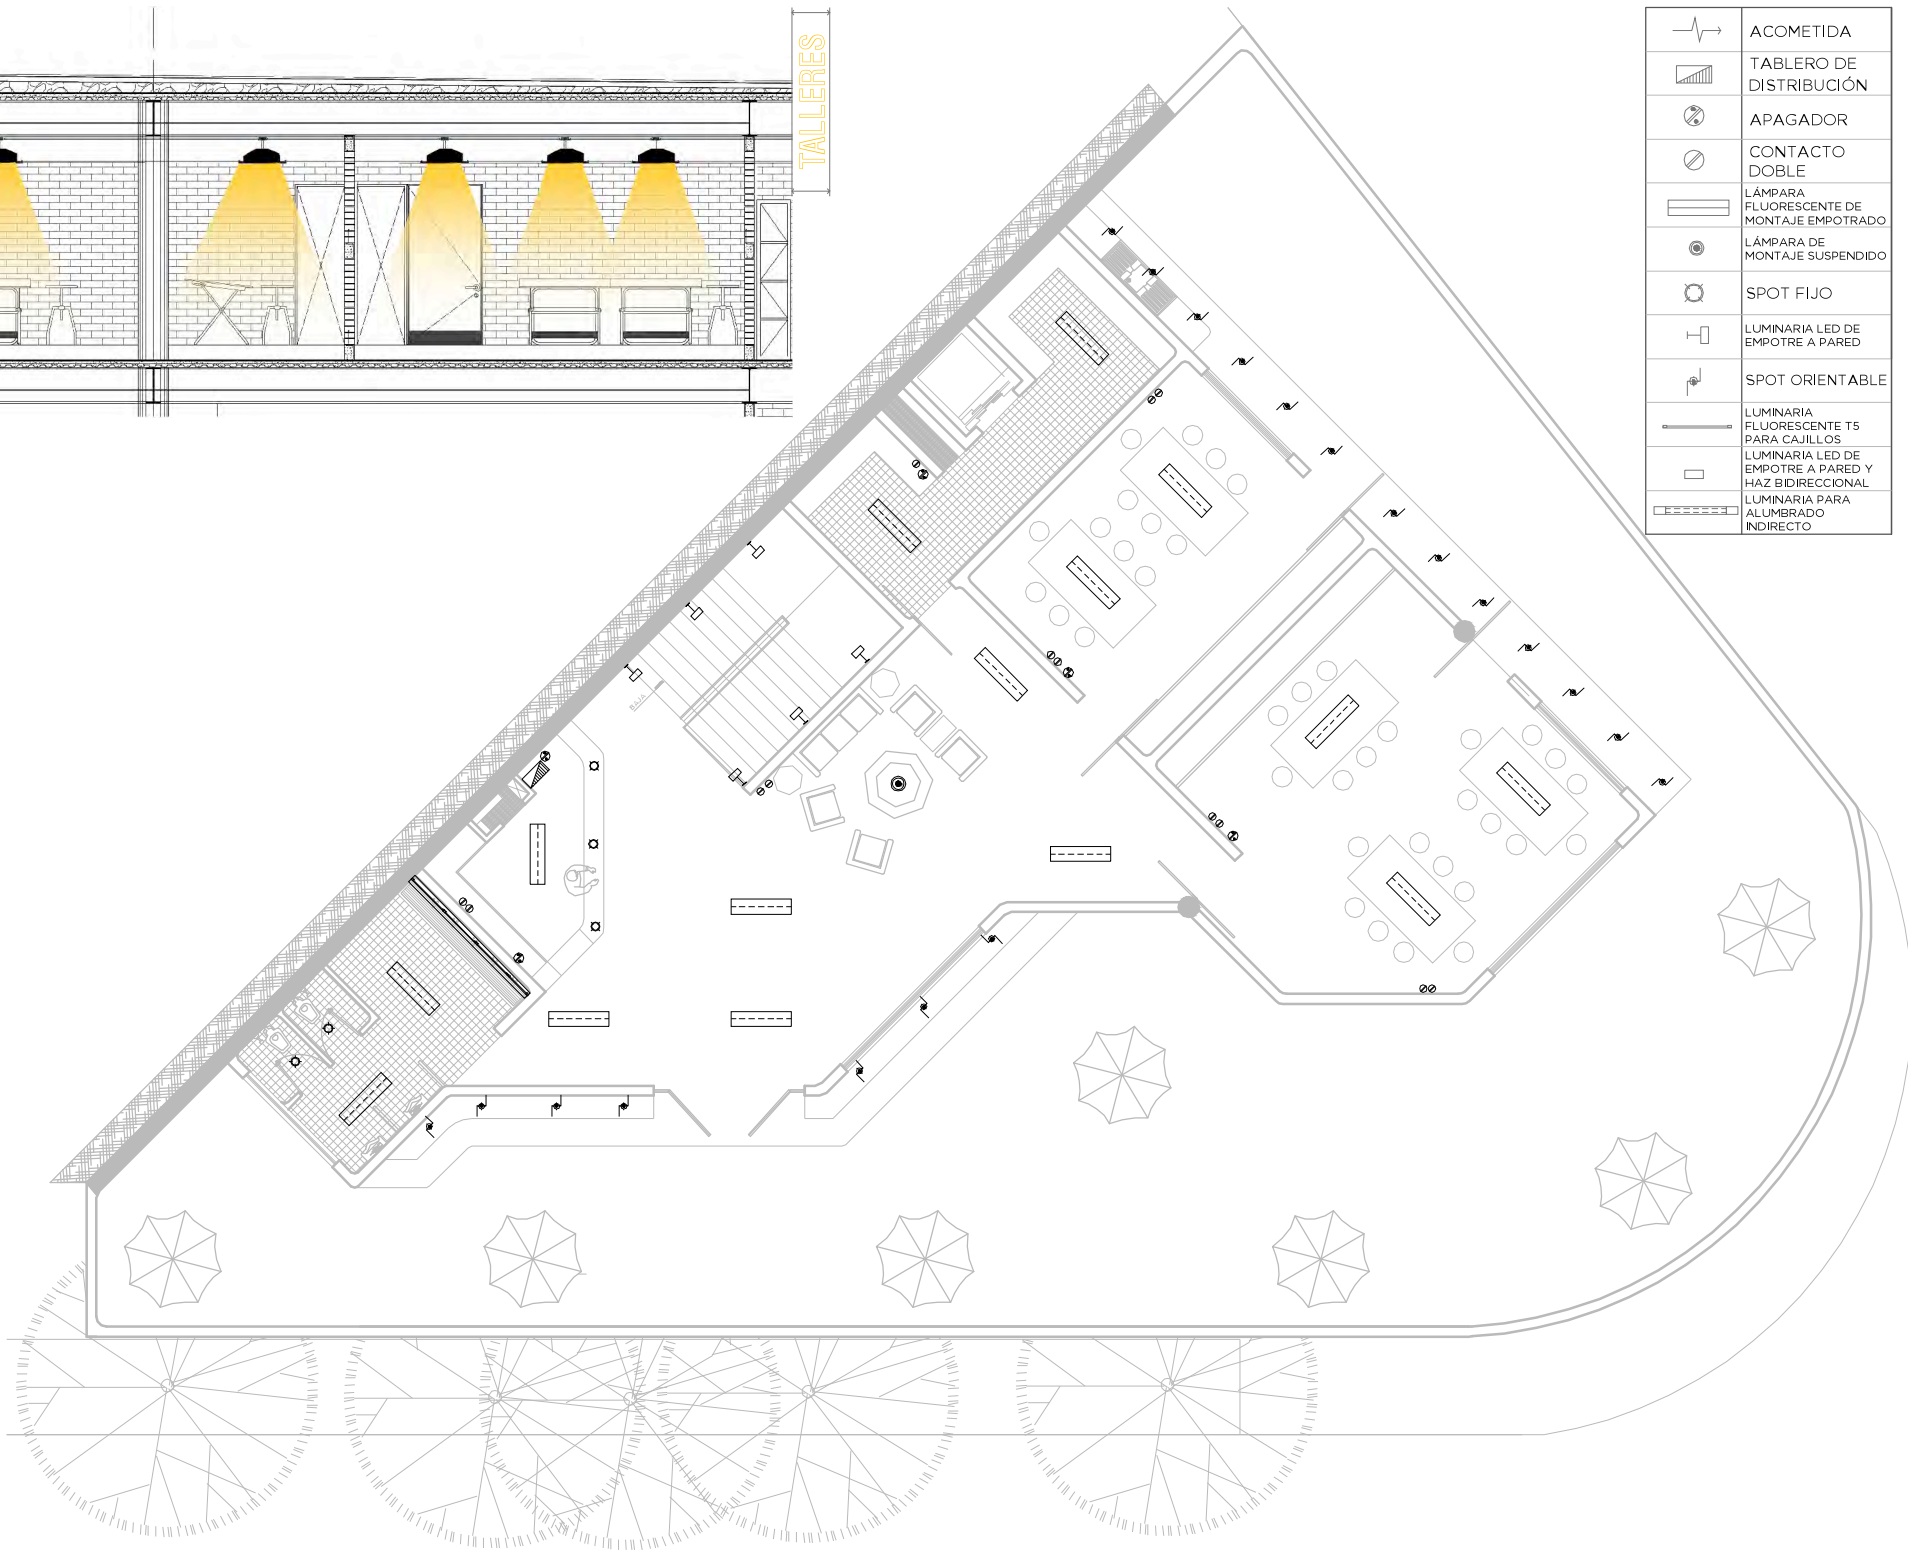 TALLERES
ACOMETIDA
TABLERO DE
DISTRIBUCIÓN
APAGADOR
CONTACTO
DOBLE
LÁMPARA
FLUORESCENTE DE
MONTAJE EMPOTRADO
LÁMPARA DE
MONTAJE SUSPENDIDO
SPOT FIJO
LUMINARIA LED DE
EMPOTRE A PARED
SPOT ORIENTABLE
LUMINARIA
FLUORESCENTE T5
PARA CAJILLOS
LUMINARIA LED DE
EMPOTRE A PARED Y
HAZ BIDIRECCIONAL
LUMINARIA PARA
ALUMBRADO
INDIRECTO
BAJA